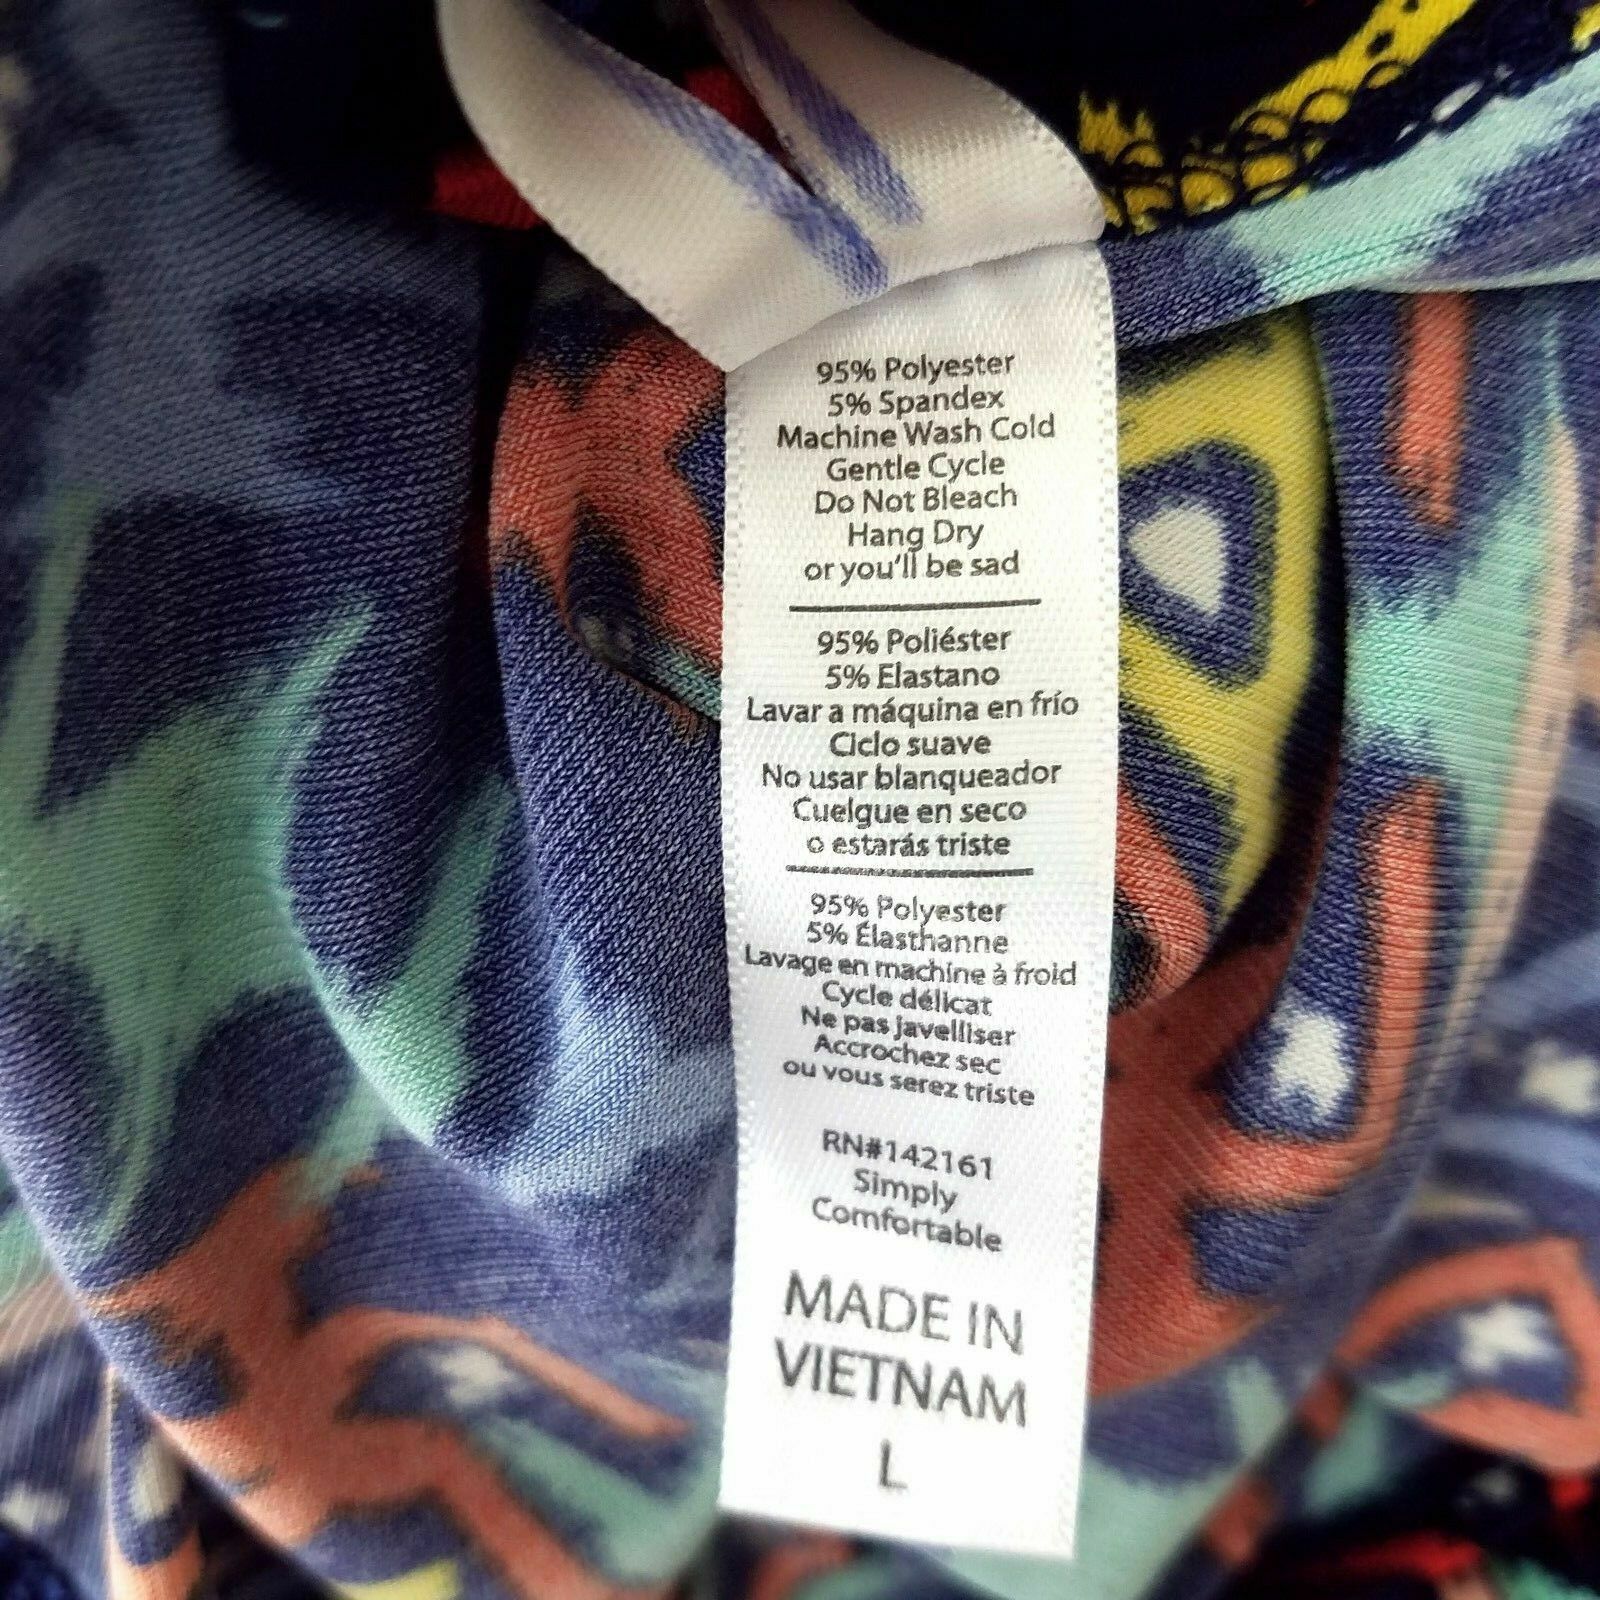 95% Polyester
5% Spandex
Machine Wash Cold
Gentle Cycle
Do Not Bleach
Hang Dry
or you'll be sad
95% Poliéster
5% Elastano
Lavar a máquina en frío
Ciclo suave
No usar blanqueador
Cuelgue en seco
o estarás triste
95% Polyester
5% Élasthanne
Lavage en machine à froid
Cycle délicat
Ne pas javelliser
Accrochez sec
ou vous serez triste
RN#142161
Simply
Comfortable
MADE IN
VIETNAM
L